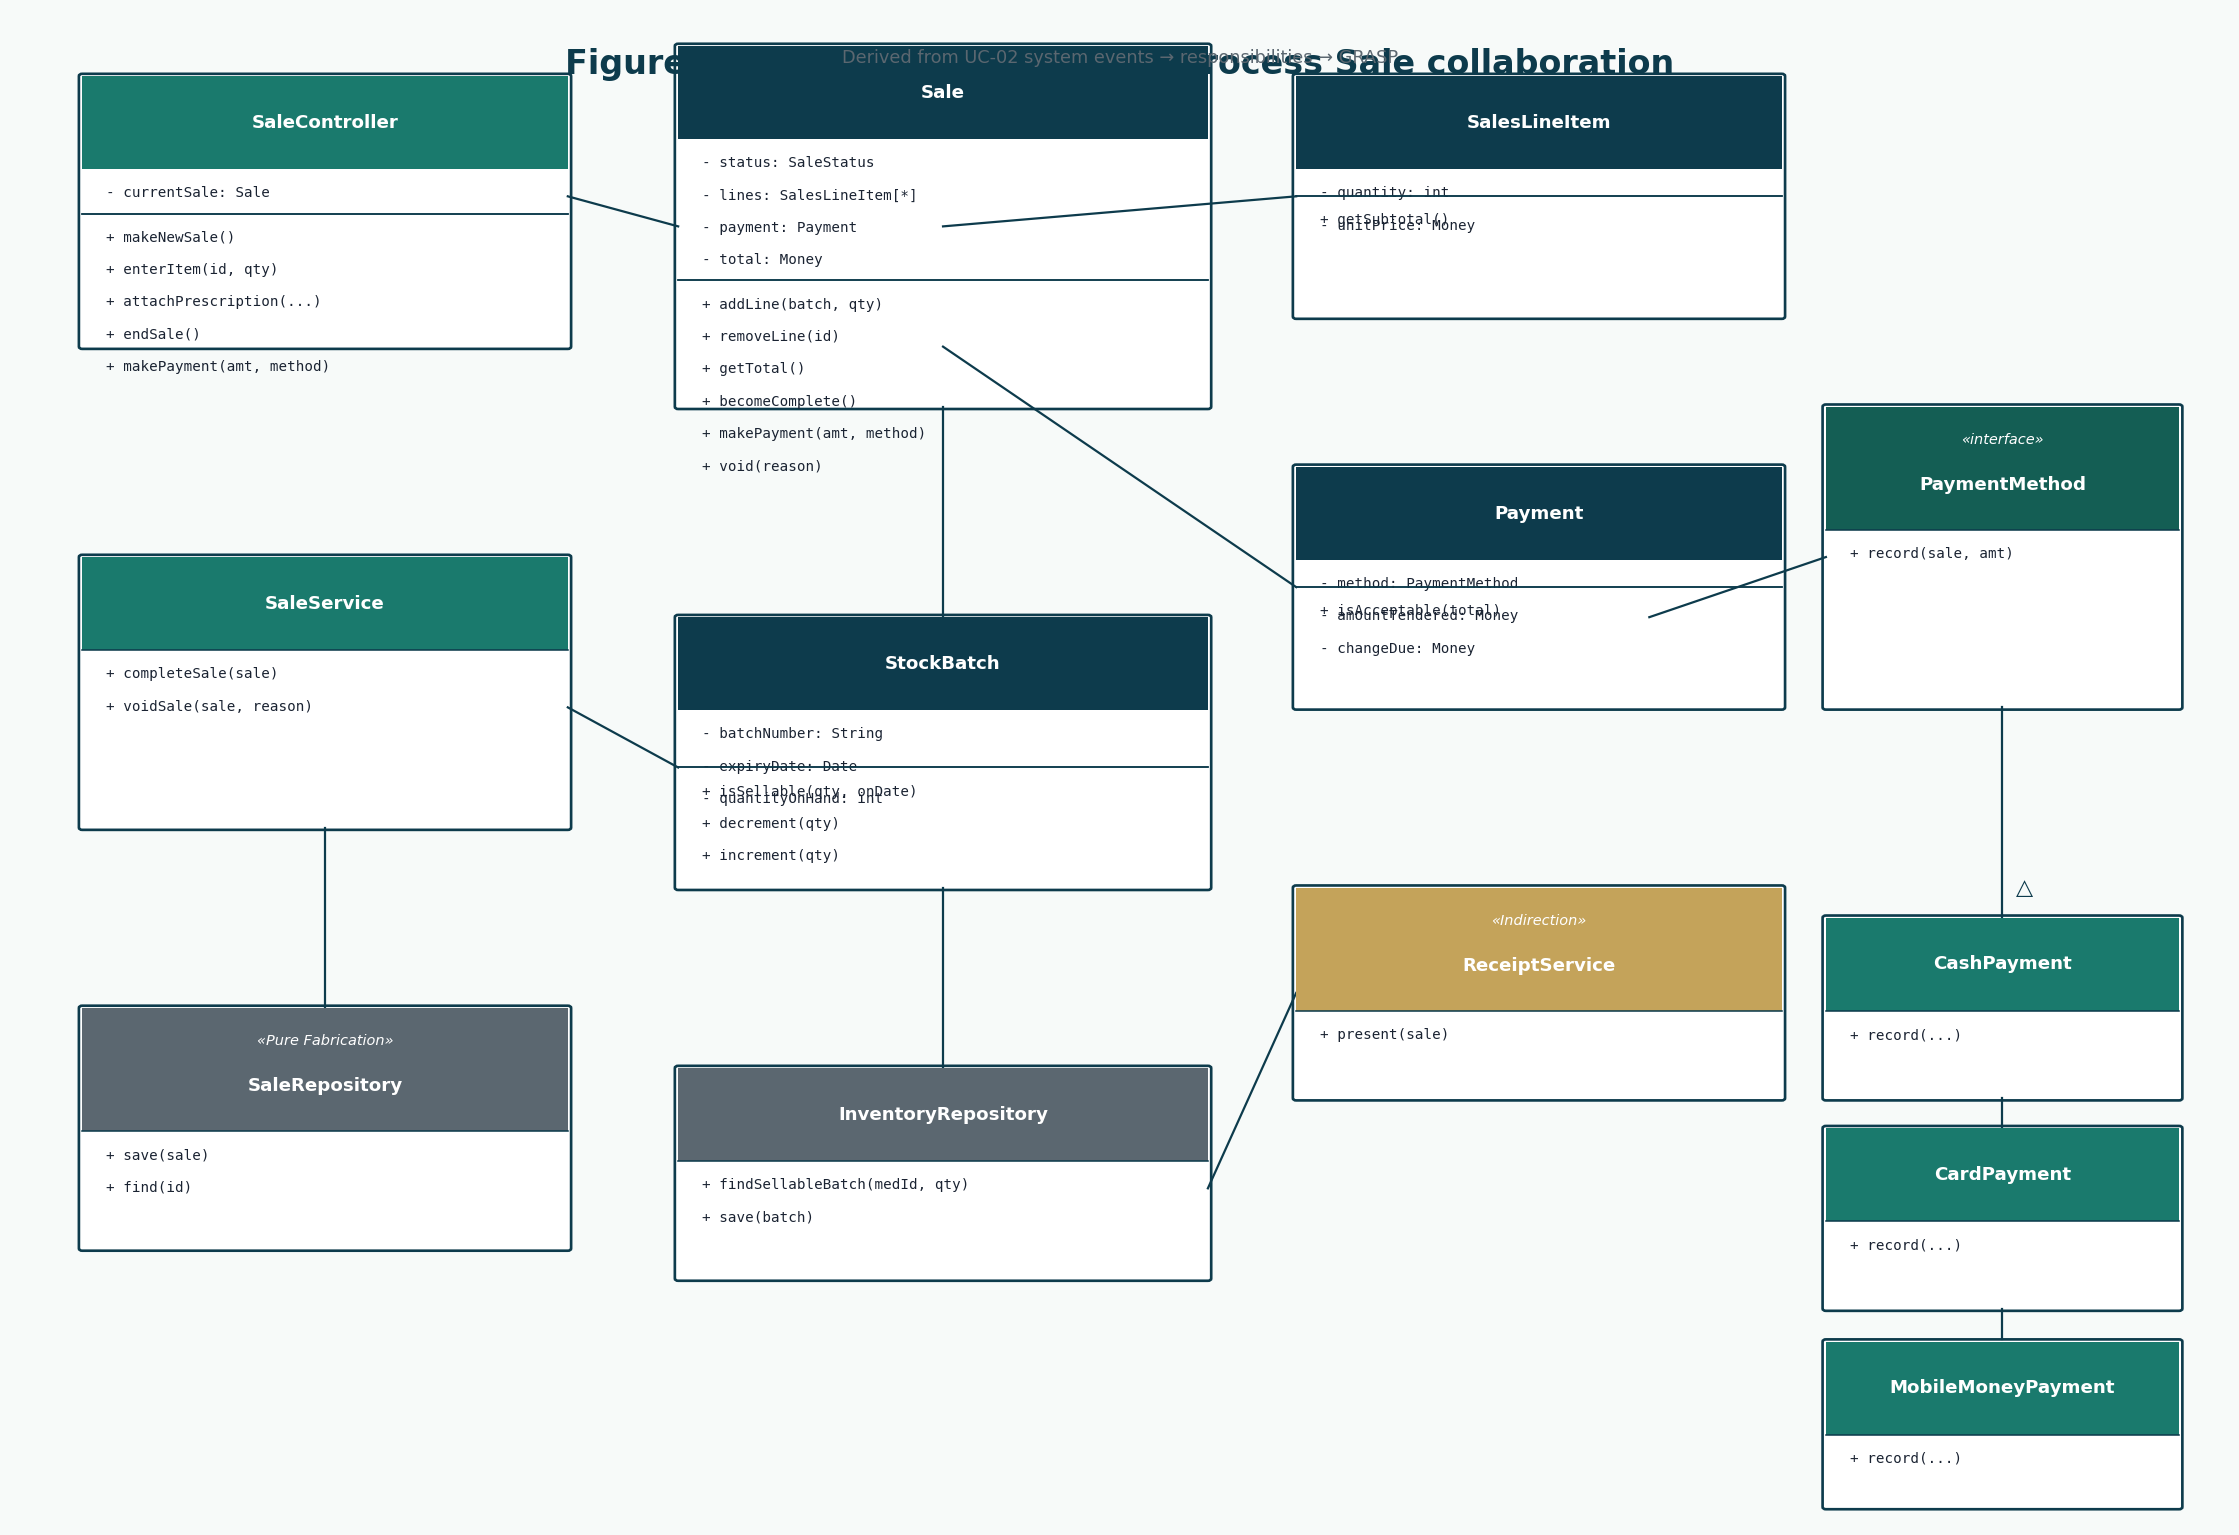 Figure ocess Sale collaboration
Derived from UC-02 system events → responsibilities → GRASP
SaleController
- currentSale: Sale
+ makeNewSale()
+ enterItem(id, qty)
+ attachPrescription(...)
+ endSale()
+ makePayment(amt, method)
Sale
- status: SaleStatus
- lines: SalesLineItem[*]
- payment: Payment
- total: Money
+ addLine(batch, qty)
+ removeLine(id)
+ getTotal()
+ becomeComplete()
+ makePayment(amt, method)
+ void(reason)
SalesLineItem
- quantity: int
+ getSubtotal()
- unitPrice: Money
Payment
- method: PaymentMethod
+ isAcceptable(total)
- amountTendered: Money
- changeDue: Money
«interface»
PaymentMethod
+ record(sale, amt)
SaleService
+ completeSale(sale)
+ voidSale(sale, reason)
StockBatch
- batchNumber: String
- expiryDate: Date
+ isSellable(qty, onDate)
- quantityOnHand: int
+ decrement(qty)
+ increment(qty)
«Indirection»
ReceiptService
+ present(sale)
△
CashPayment
+ record(...)
«Pure Fabrication»
SaleRepository
+ save(sale)
+ find(id)
InventoryRepository
+ findSellableBatch(medId, qty)
+ save(batch)
CardPayment
+ record(...)
MobileMoneyPayment
+ record(...)